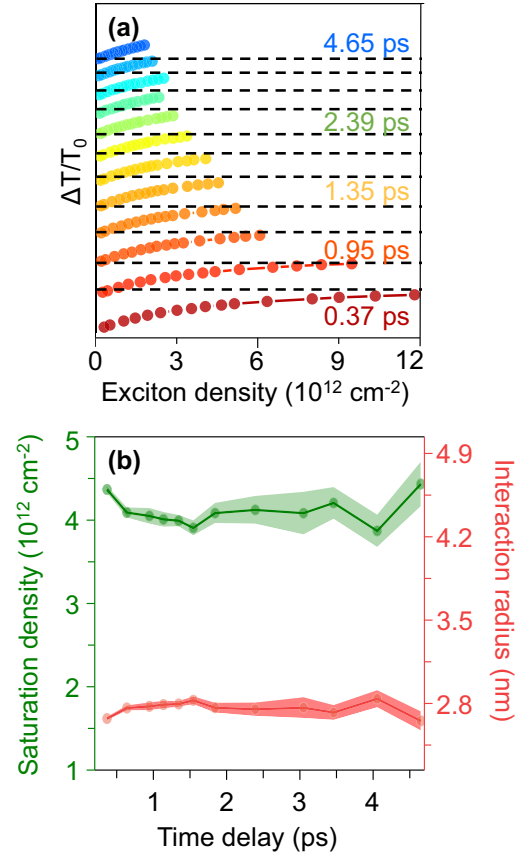 (a)
4.65 ps
2.39 ps
1.35 ps
0.95 ps
0.37 ps
ΔT/T₀
0 3 6 9 12
Exciton density (10¹² cm⁻²)
(b)
Saturation density (10¹² cm⁻²)
5
4
3
2
1
4.9
4.2
3.5
2.8
Interaction radius (nm)
1 2 3 4
Time delay (ps)